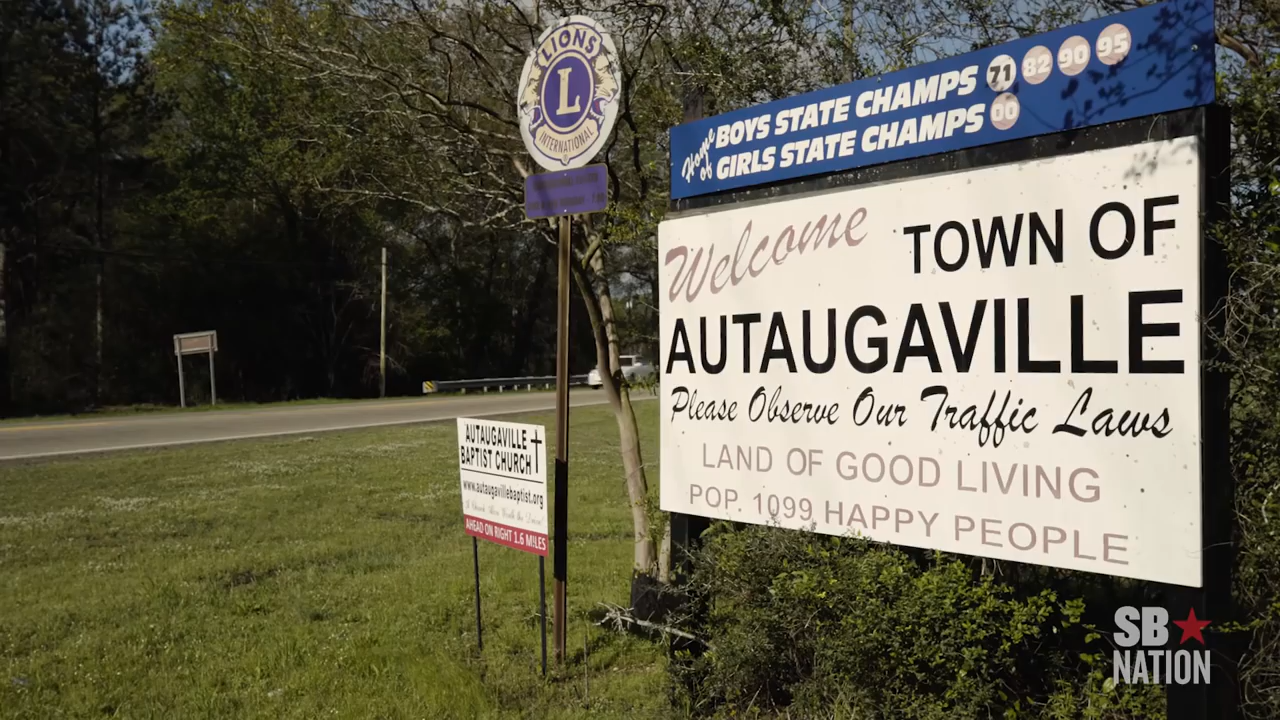 LIONS
L
INTERNATIONAL
Home of
BOYS STATE CHAMPS 71 82 90 95
GIRLS STATE CHAMPS 00
Welcome
TOWN OF
AUTAUGAVILLE
Please Observe Our Traffic Laws
LAND OF GOOD LIVING
POP. 1099 HAPPY PEOPLE
AUTAUGAVILLE
BAPTIST CHURCH
www.autaugavillebaptist.org
AHEAD ON RIGHT 1.6 MILES
SB
NATION